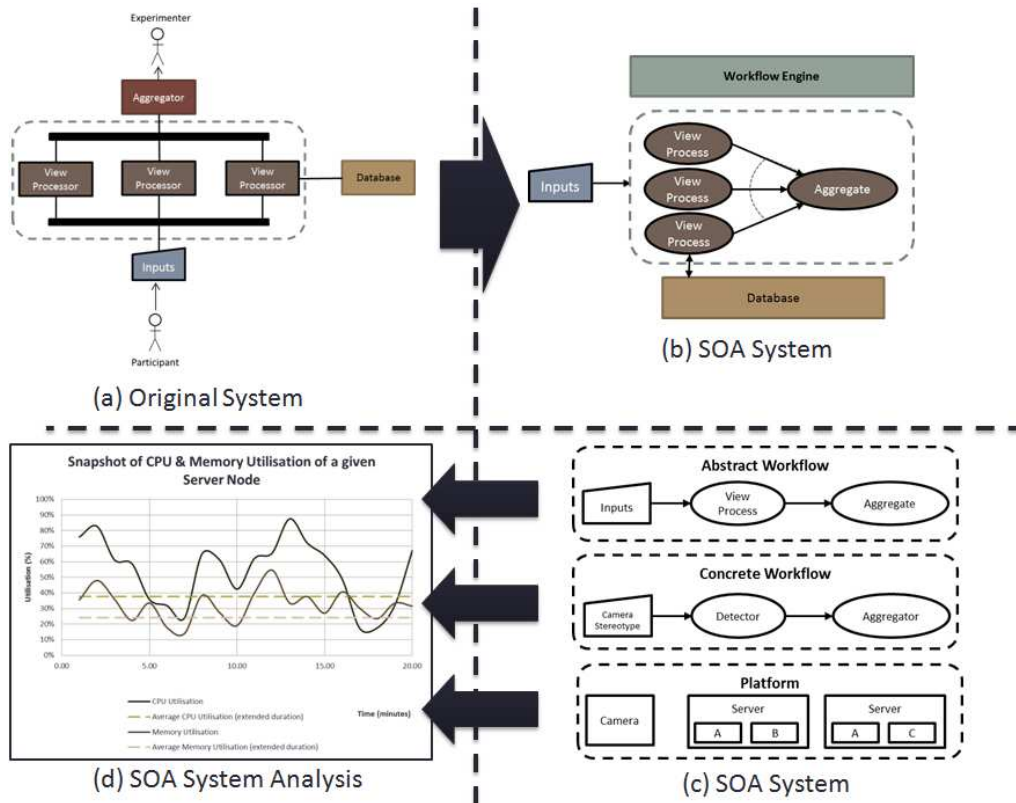 Experimenter
Aggregator
View
Processor
View
Processor
View
Processor
Database
Inputs
Participant
(a) Original System
Workflow Engine
View
Process
View
Process
View
Process
Inputs
Aggregate
Database
(b) SOA System
Snapshot of CPU & Memory Utilisation of a given
Server Node
Utilisation (%)
100%
90%
80%
70%
60%
50%
40%
30%
20%
10%
0%
0.00
5.00
10.00
15.00
20.00
Time (minutes)
CPU Utilisation
Average CPU Utilisation (extended duration)
Memory Utilisation
Average Memory Utilisation (extended duration)
(d) SOA System Analysis
Abstract Workflow
Inputs
View
Process
Aggregate
Concrete Workflow
Camera
Stereotype
Detector
Aggregator
Platform
Camera
Server
A
B
Server
A
C
(c) SOA System